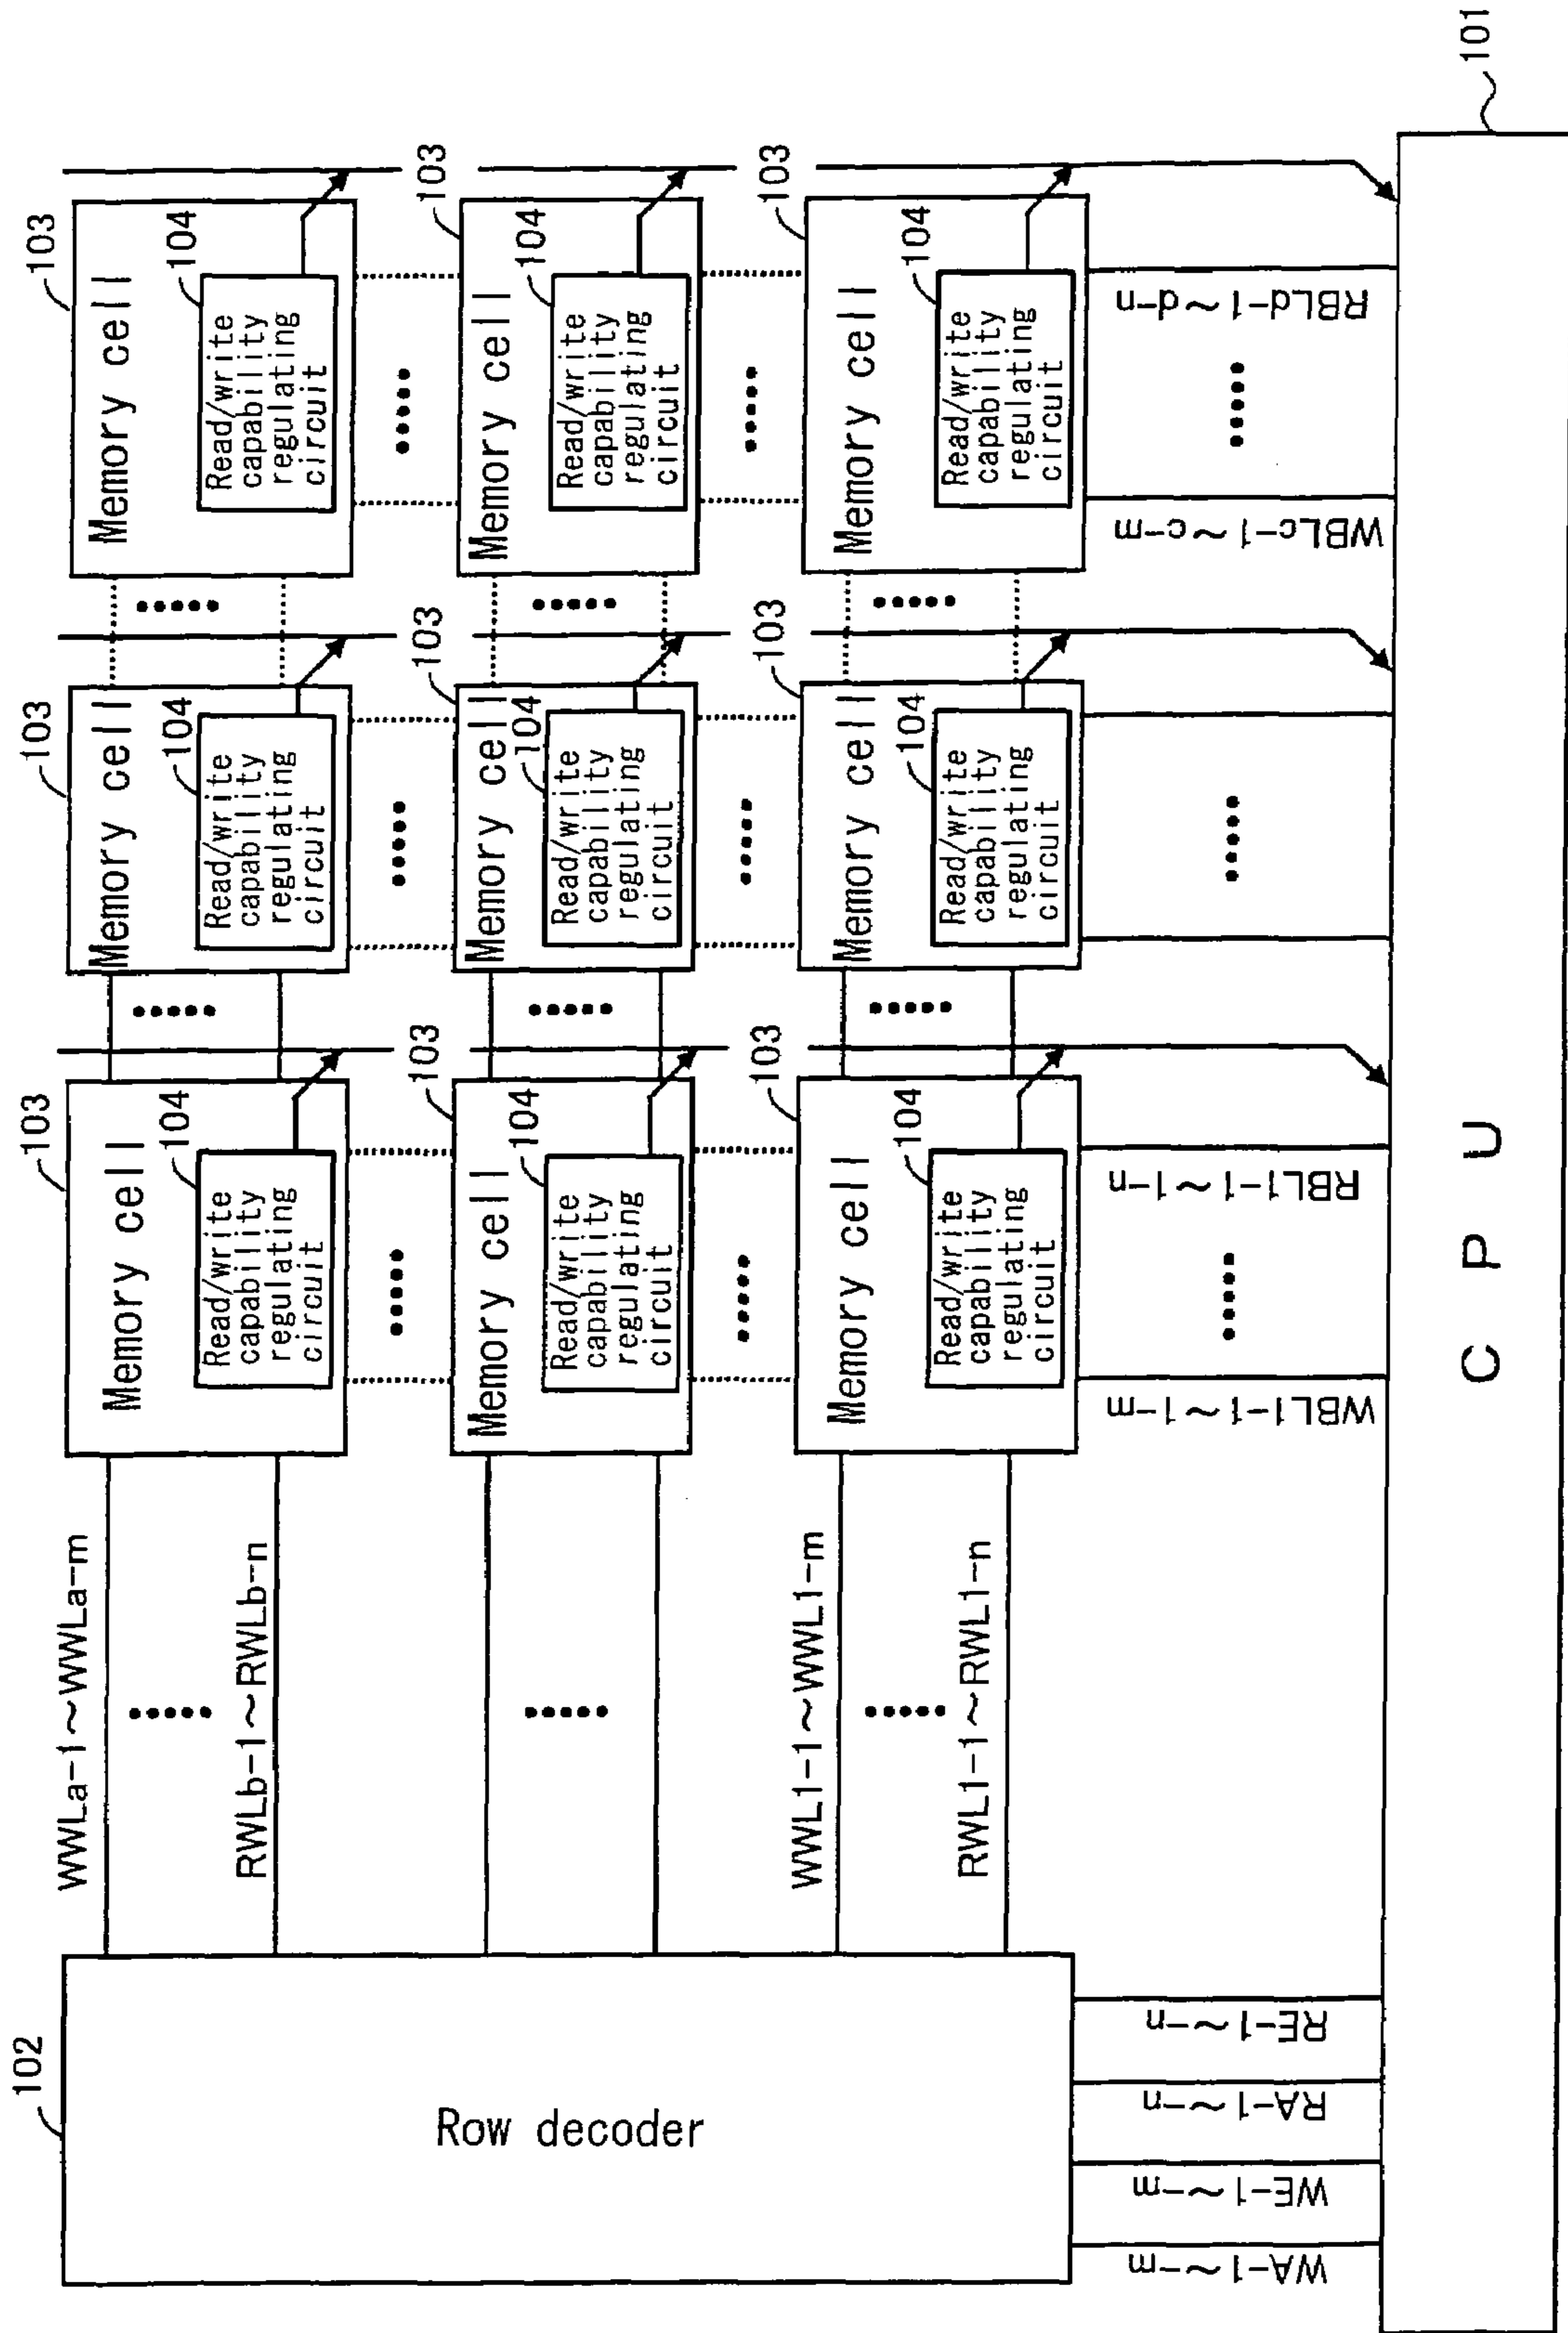 102
Row decoder
WA-1~-m
WE-1~-m
RA-1~-n
RE-1~-n
WWLa-1~WWLa-m
RWLb-1~RWLb-n
WWL1-1~WWL1-m
RWL1-1~RWL1-n
103
Memory cell
104
Read/write
capability
regulating
circuit
103
Memory cell
104
Read/write
capability
regulating
circuit
103
Memory cell
104
Read/write
capability
regulating
circuit
103
Memory cell
104
Read/write
capability
regulating
circuit
103
Memory cell
104
Read/write
capability
regulating
circuit
103
Memory cell
104
Read/write
capability
regulating
circuit
103
Memory cell
104
Read/write
capability
regulating
circuit
103
Memory cell
104
Read/write
capability
regulating
circuit
103
Memory cell
104
Read/write
capability
regulating
circuit
WBL1-1~1-m
RBL1-1~1-n
WBLc-1~c-m
RBLd-1~d-n
C P U
101